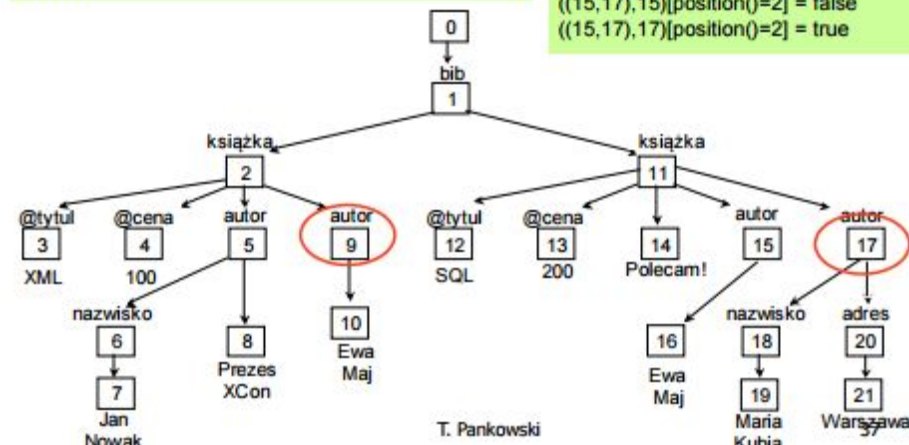 ((15,17),15)[position()=2] = false
((15,17),17)[position()=2] = true
0
bib
1
książka książka
2 11
@tytul @cena autor autor @tytul @cena autor autor
3 4 5 9 12 13 14 15 17
XML 100 SQL 200 Polecam!
nazwisko nazwisko adres
6 8 10 16 18 20
Prezes XCon
Ewa Maj
Ewa Maj
7 19 21
Jan Nowak
Maria Kubia
Warszawa
T. Pankowski
37